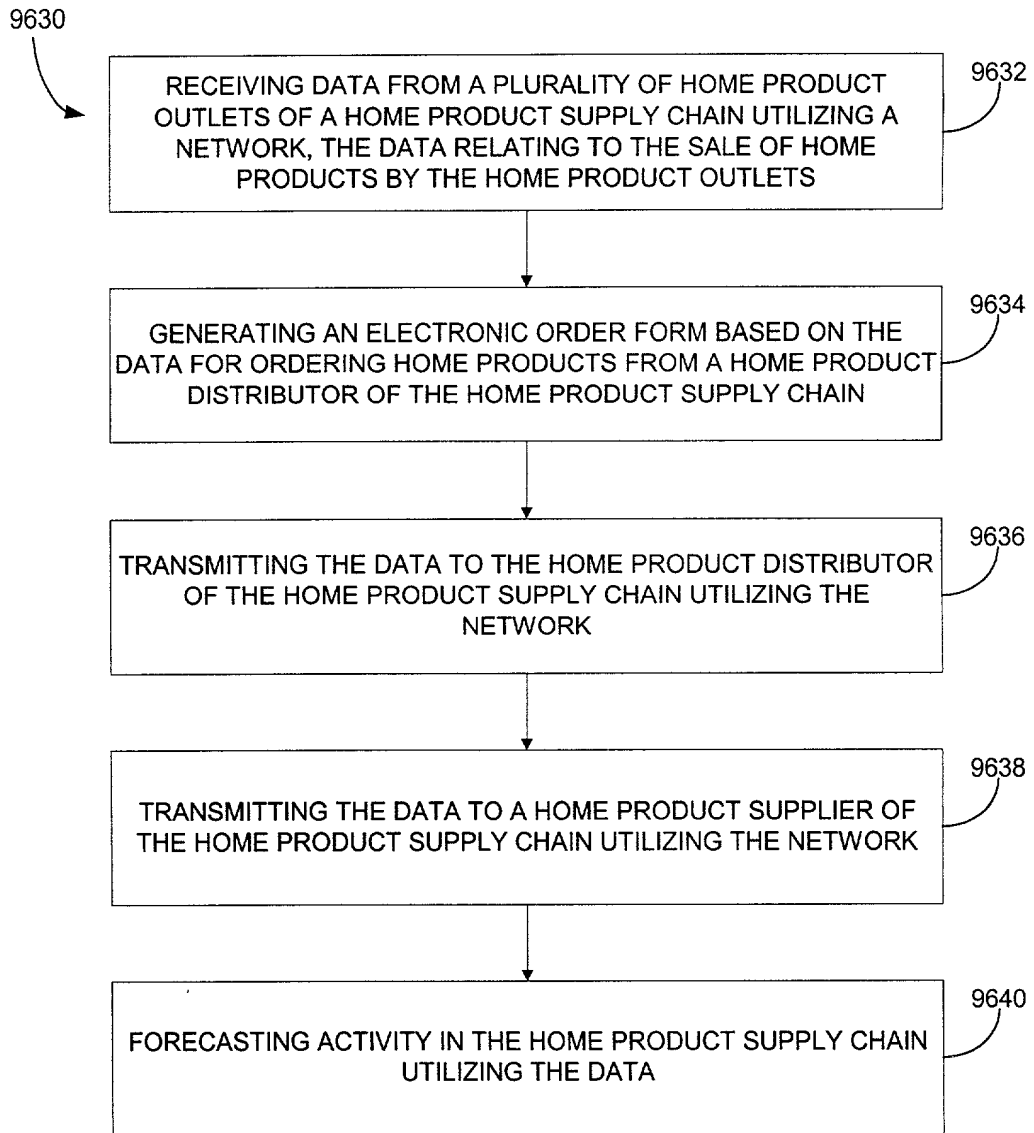 9630
9632
RECEIVING DATA FROM A PLURALITY OF HOME PRODUCT
OUTLETS OF A HOME PRODUCT SUPPLY CHAIN UTILIZING A
NETWORK, THE DATA RELATING TO THE SALE OF HOME
PRODUCTS BY THE HOME PRODUCT OUTLETS
9634
GENERATING AN ELECTRONIC ORDER FORM BASED ON THE
DATA FOR ORDERING HOME PRODUCTS FROM A HOME PRODUCT
DISTRIBUTOR OF THE HOME PRODUCT SUPPLY CHAIN
9636
TRANSMITTING THE DATA TO THE HOME PRODUCT DISTRIBUTOR
OF THE HOME PRODUCT SUPPLY CHAIN UTILIZING THE
NETWORK
9638
TRANSMITTING THE DATA TO A HOME PRODUCT SUPPLIER OF
THE HOME PRODUCT SUPPLY CHAIN UTILIZING THE NETWORK
9640
FORECASTING ACTIVITY IN THE HOME PRODUCT SUPPLY CHAIN
UTILIZING THE DATA